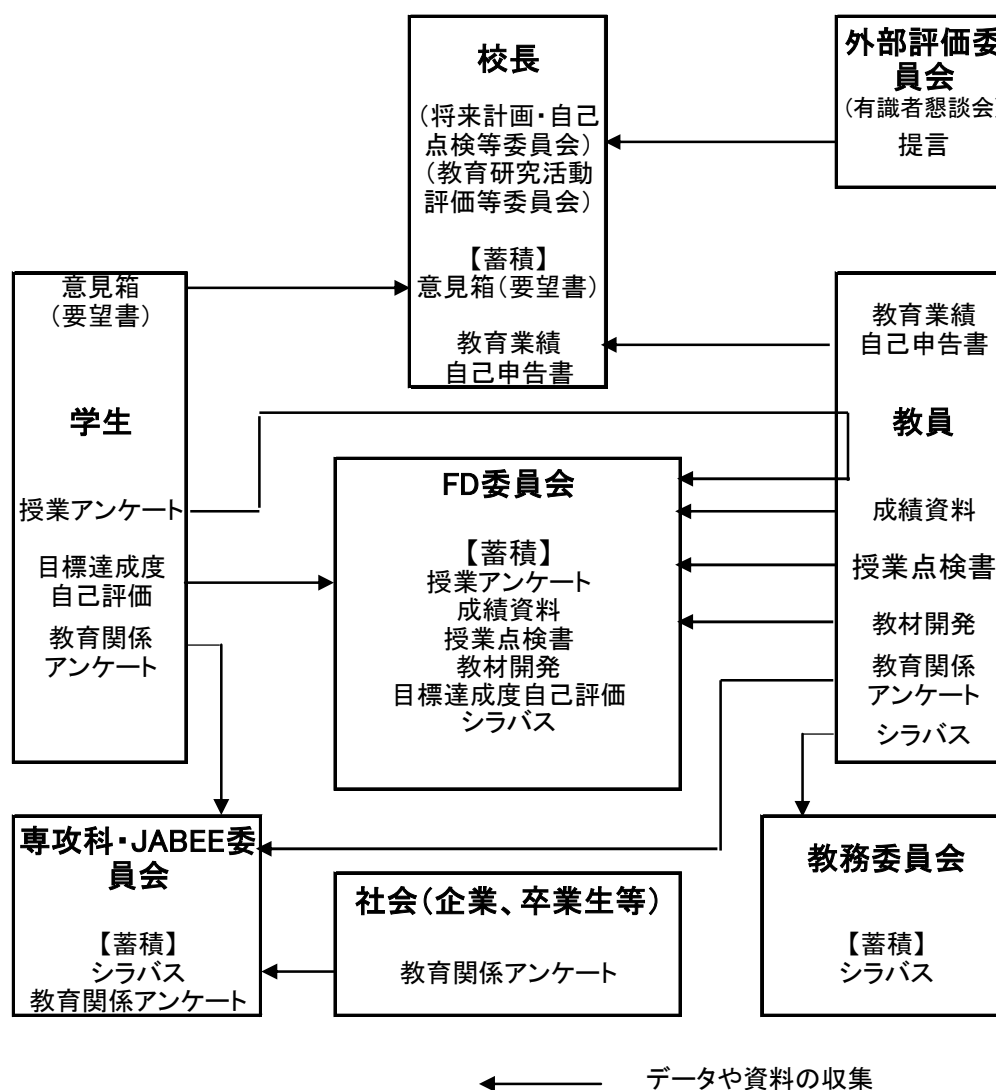 校長
(将来計画・自己
点検等委員会)
(教育研究活動
評価等委員会)
【蓄積】
意見箱(要望書)
教育業績
自己申告書
外部評価委
員会
(有識者懇談会)
提言
意見箱
(要望書)
学生
授業アンケート
目標達成度
自己評価
教育関係
アンケート
FD委員会
【蓄積】
授業アンケート
成績資料
授業点検書
教材開発
目標達成度自己評価
シラバス
教育業績
自己申告書
教員
成績資料
授業点検書
教材開発
教育関係
アンケート
シラバス
専攻科・JABEE委
員会
【蓄積】
シラバス
教育関係アンケート
社会(企業、卒業生等)
教育関係アンケート
教務委員会
【蓄積】
シラバス
データや資料の収集